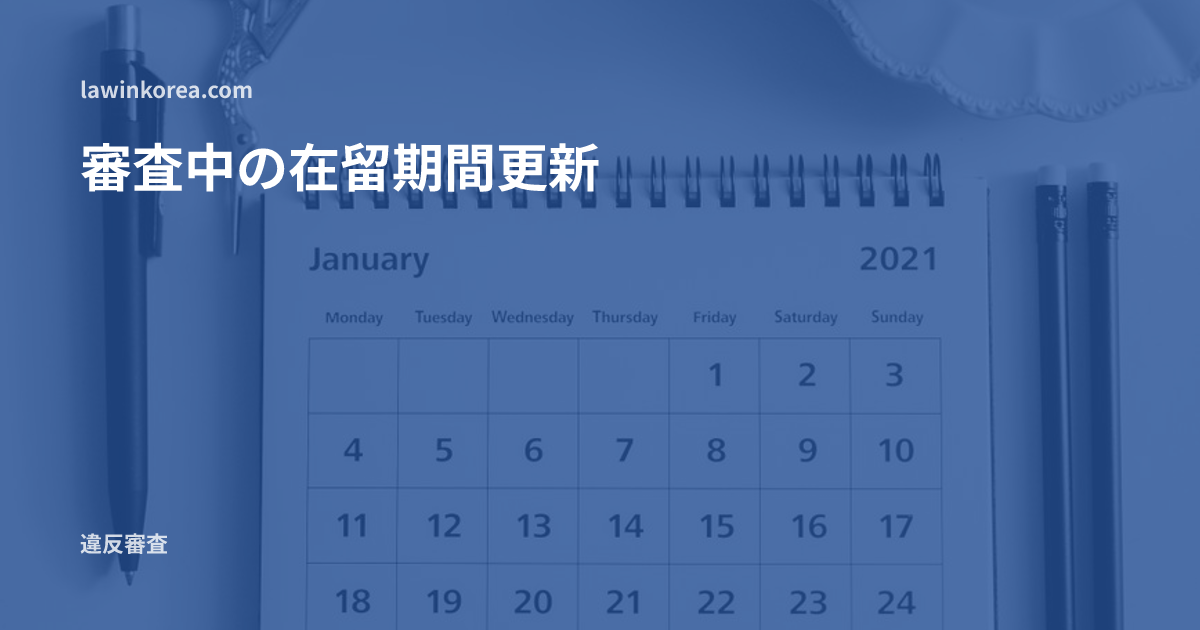 lawinkorea.com
審査中の在留期間更新
January 2021
Monday Tuesday Wednesday Thursday Friday Saturday Sunday
1 2 3
4 5 6 7 8 9 10
11 12 13 14 15 16 17
18 19 20 21 22 23 24
違反審査